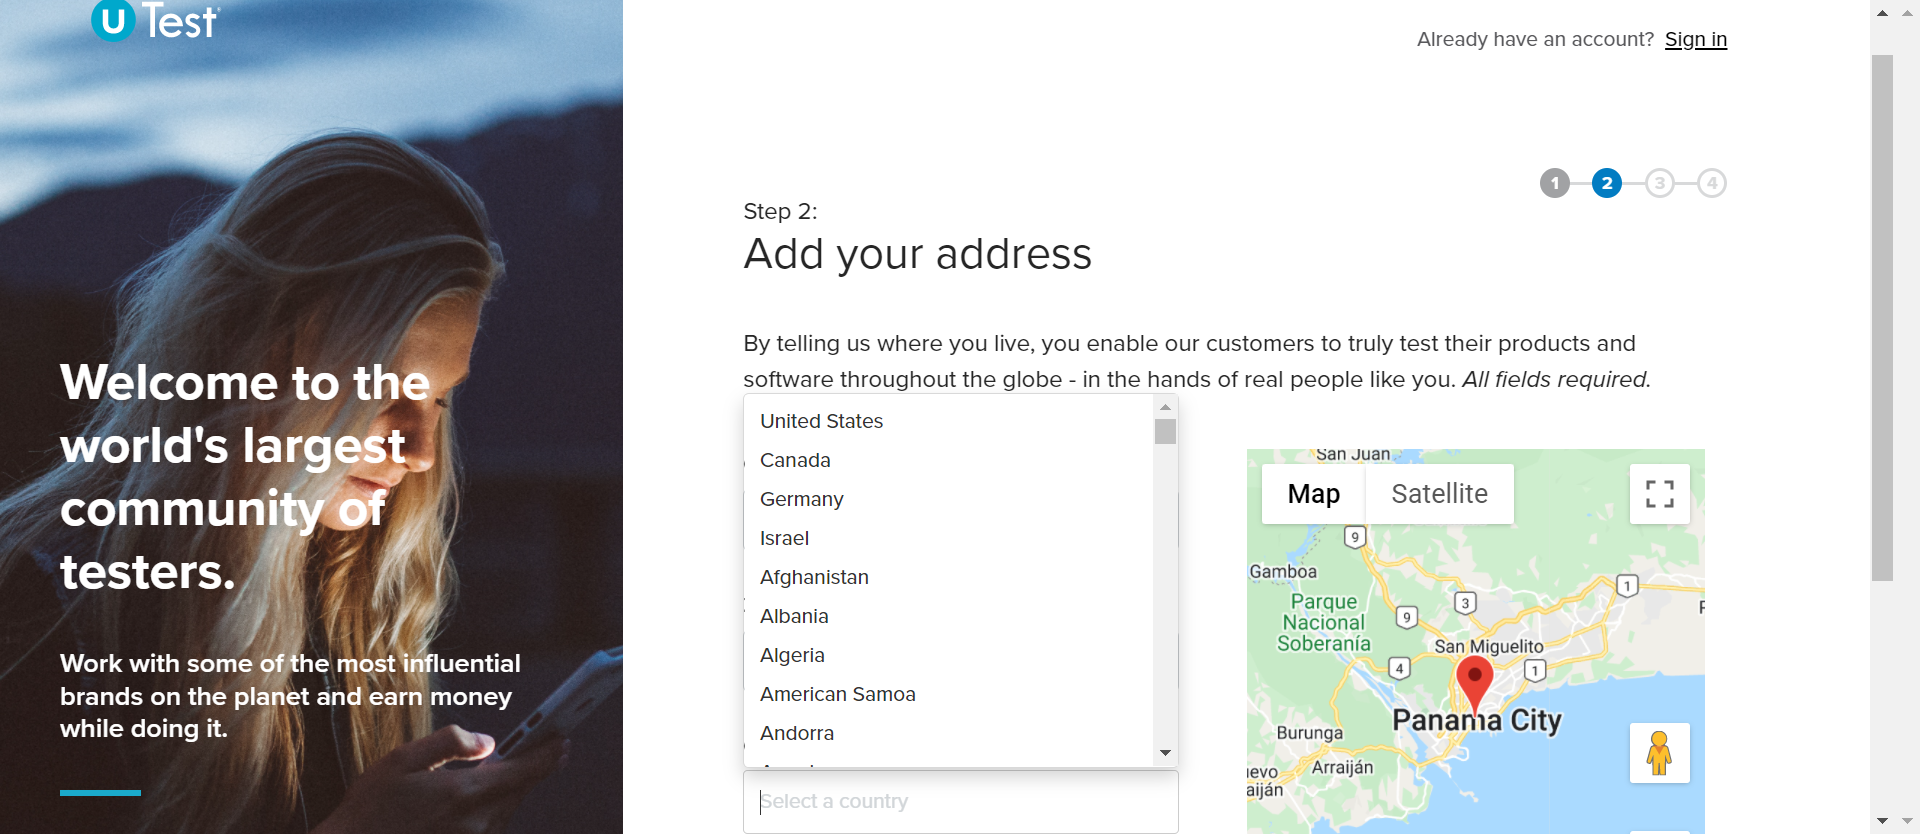 U Test
Already have an account? Sign in
1 2 3 4
Step 2:
Add your address
By telling us where you live, you enable our customers to truly test their products and
software throughout the globe - in the hands of real people like you. All fields required.
Welcome to the
world's largest
community of
testers.
Work with some of the most influential
brands on the planet and earn money
while doing it.
United States
Canada
Germany
Israel
Afghanistan
Albania
Algeria
American Samoa
Andorra
Select a country
San Juan
Map Satellite
9
Gamboa
1
Parque
Nacional
Soberanía
3
9
San Miguelito
4
1
Panama City
Burunga
Arraiján